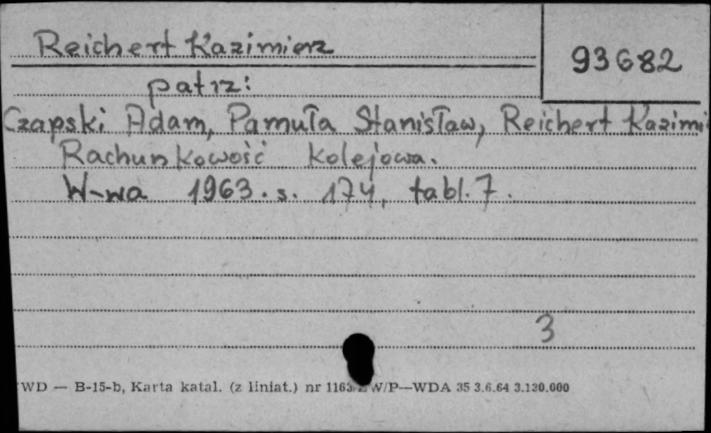 Reichert Kazimierz
93682
patrz:
Czapski Adam, Pamuła Stanisław, Reichert Kazimi
Rachunkowość kolejowa.
W-wa 1963. s. 174, tabl. 7.
3
WD — B-15-b, Karta katal. (z liniat.) nr 1163 W/P—WDA 35 3.6.64 3.130.000